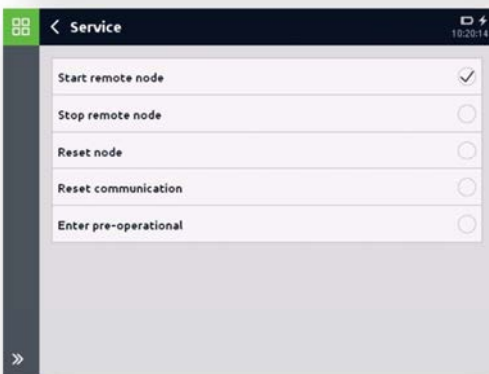 Service
10:20:14
Start remote node
Stop remote node
Reset node
Reset communication
Enter pre-operational